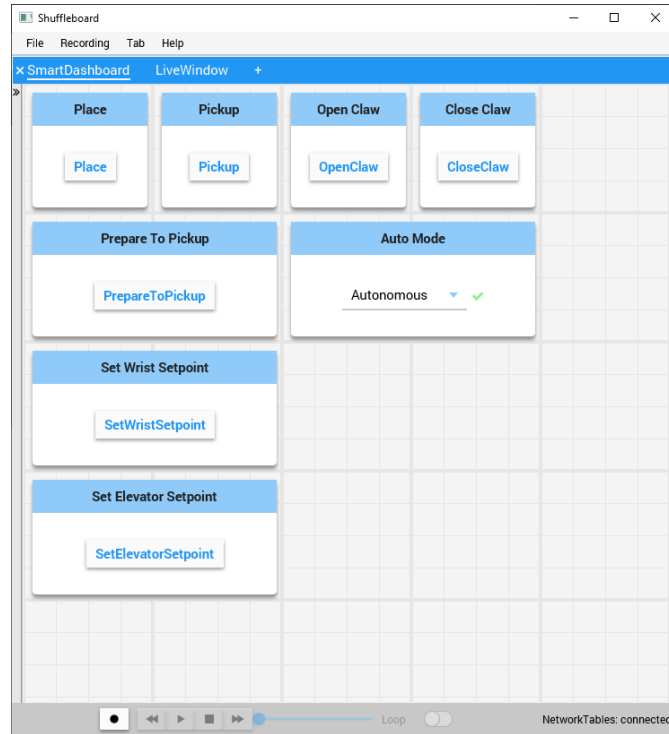 Shuffleboard
File Recording Tab Help
SmartDashboard LiveWindow +
Place Pickup Open Claw Close Claw
Place Pickup OpenClaw CloseClaw
Prepare To Pickup Auto Mode
PrepareToPickup Autonomous
Set Wrist Setpoint
SetWristSetpoint
Set Elevator Setpoint
SetElevatorSetpoint
Loop NetworkTables: connected